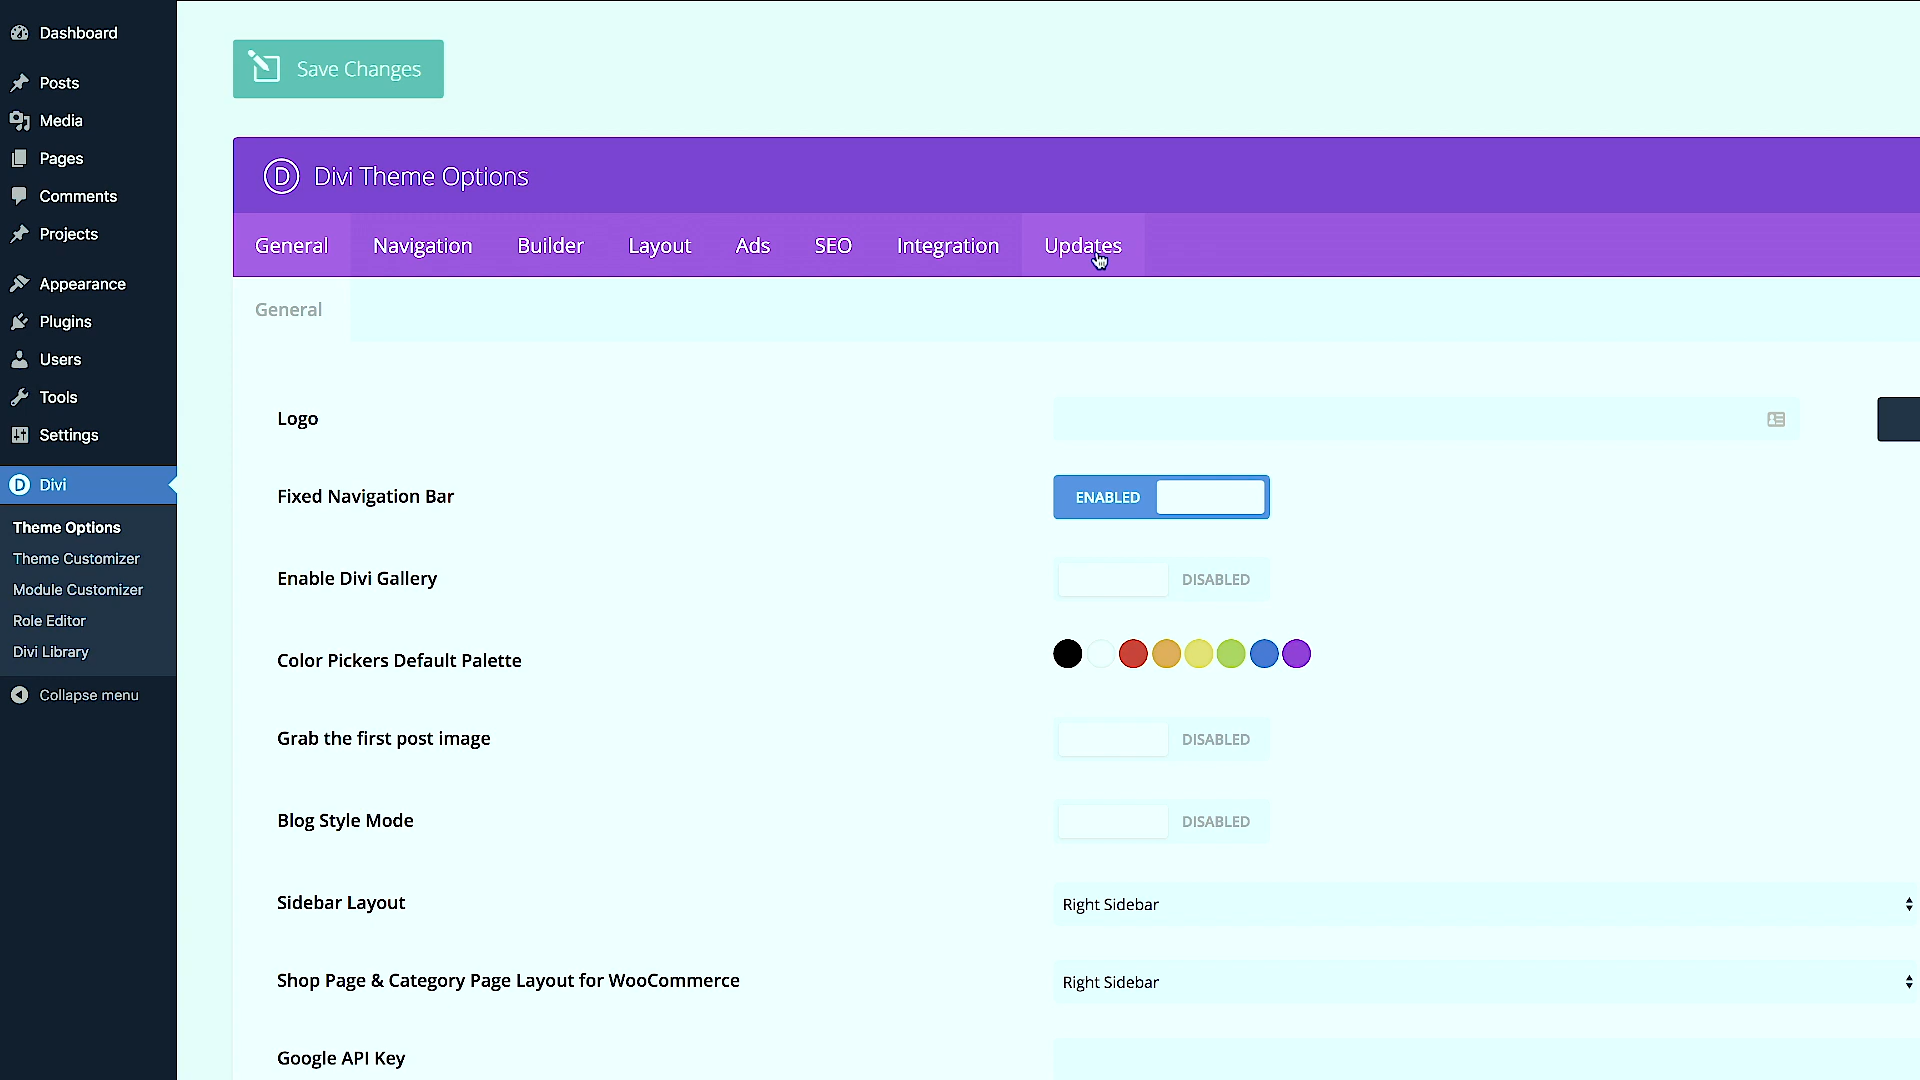 Dashboard
Posts
Media
Pages
Comments
Projects
Appearance
Plugins
Users
Tools
Settings
D Divi
Theme Options
Theme Customizer
Module Customizer
Role Editor
Divi Library
Collapse menu
Save Changes
D Divi Theme Options
General Navigation Builder Layout Ads SEO Integration Updates
General
Logo
Fixed Navigation Bar ENABLED
Enable Divi Gallery DISABLED
Color Pickers Default Palette
Grab the first post image DISABLED
Blog Style Mode DISABLED
Sidebar Layout Right Sidebar
Shop Page & Category Page Layout for WooCommerce Right Sidebar
Google API Key